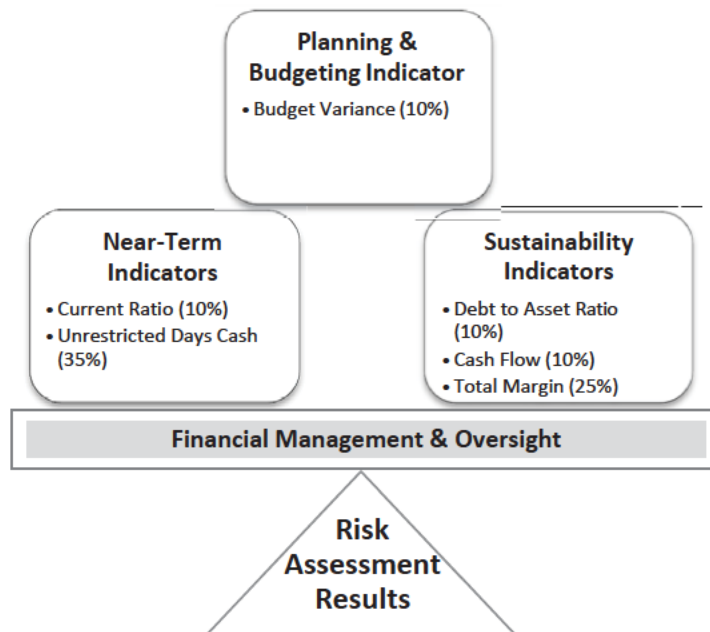 Planning &
Budgeting Indicator
• Budget Variance (10%)
Near-Term
Indicators
• Current Ratio (10%)
• Unrestricted Days Cash
(35%)
Sustainability
Indicators
• Debt to Asset Ratio
(10%)
• Cash Flow (10%)
• Total Margin (25%)
Financial Management & Oversight
Risk
Assessment
Results